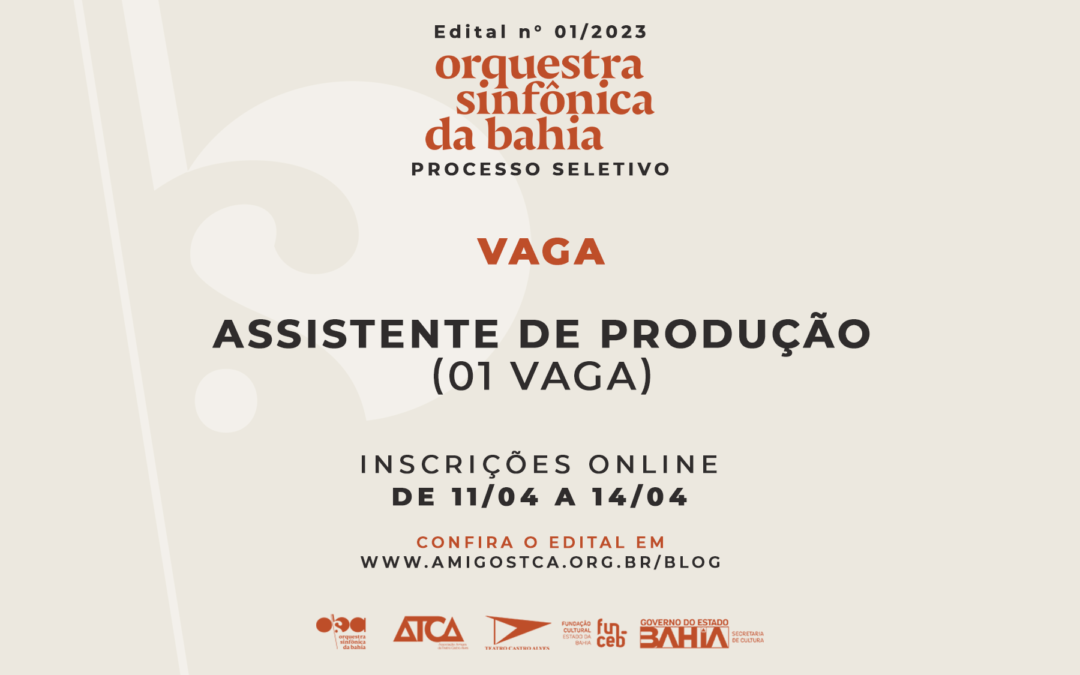 Edital nº 01/2023
orquestra
sinfônica
da bahia
PROCESSO SELETIVO
VAGA
ASSISTENTE DE PRODUÇÃO
(01 VAGA)
INSCRIÇÕES ONLINE
DE 11/04 A 14/04
CONFIRA O EDITAL EM
WWW.AMIGOSTCA.ORG.BR/BLOG
orquestra
sinfônica
da bahia
ATCA
TEATRO CASTRO ALVES
FUNDAÇÃO
CULTURAL
ESTADO DA
BAHIA
fun
ceb
GOVERNO DO ESTADO
BAHIA
SECRETARIA
DE CULTURA